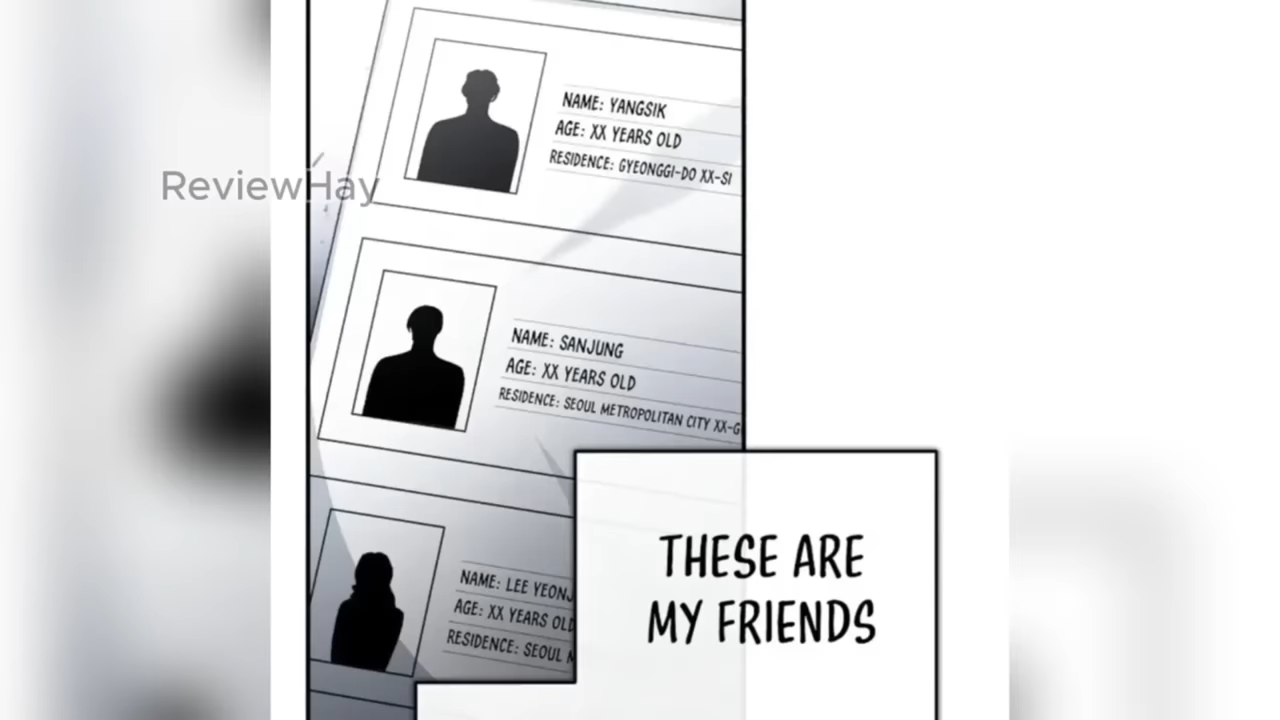 NAME: YANGSIK
AGE: XX YEARS OLD
RESIDENCE: GYEONGGI-DO XX-SI
ReviewHay
NAME: SANJUNG
AGE: XX YEARS OLD
RESIDENCE: SEOUL METROPOLITAN CITY XX-G
NAME: LEE
AGE: XX YEARS OLD
RESIDENCE: SEOUL
THESE ARE
MY FRIENDS